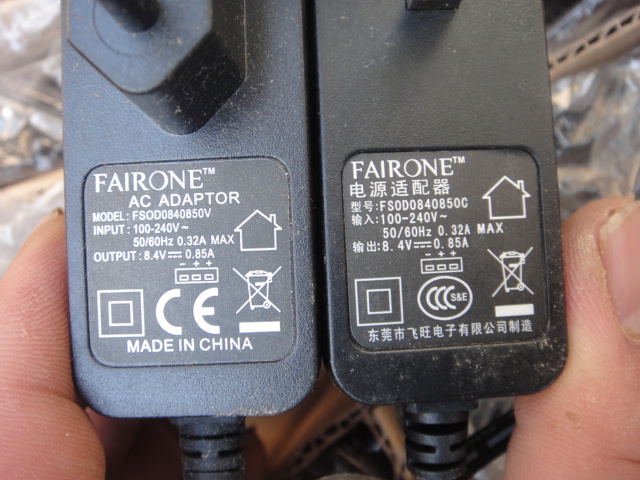 FAIRONE™
AC ADAPTOR
MODEL: FSOD0840850V
INPUT: 100-240V~
50/60Hz 0.32A MAX
OUTPUT: 8.4V⎓0.85A
- + +
CE
MADE IN CHINA
FAIRONE™
电源适配器
型号: FSOD0840850C
输入: 100-240V~
50/60Hz 0.32A MAX
输出: 8.4V⎓0.85A
- + +
CCC S&E
东莞市飞旺电子有限公司制造